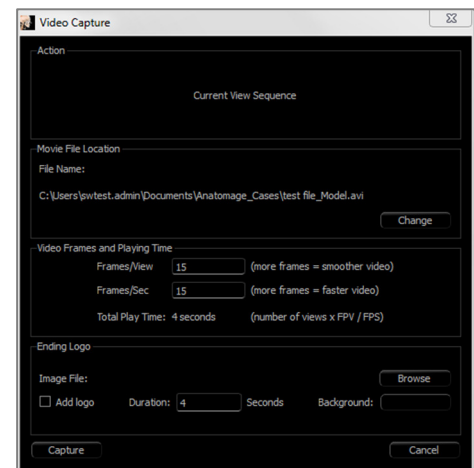 Video Capture
Action
Current View Sequence
Movie File Location
File Name:
C:\Users\swtest.admin\Documents\Anatomage_Cases\test file_Model.avi
Change
Video Frames and Playing Time
Frames/View 15 (more frames = smoother video)
Frames/Sec 15 (more frames = faster video)
Total Play Time: 4 seconds (number of views x FPV / FPS)
Ending Logo
Image File: Browse
Add logo Duration: 4 Seconds Background:
Capture Cancel